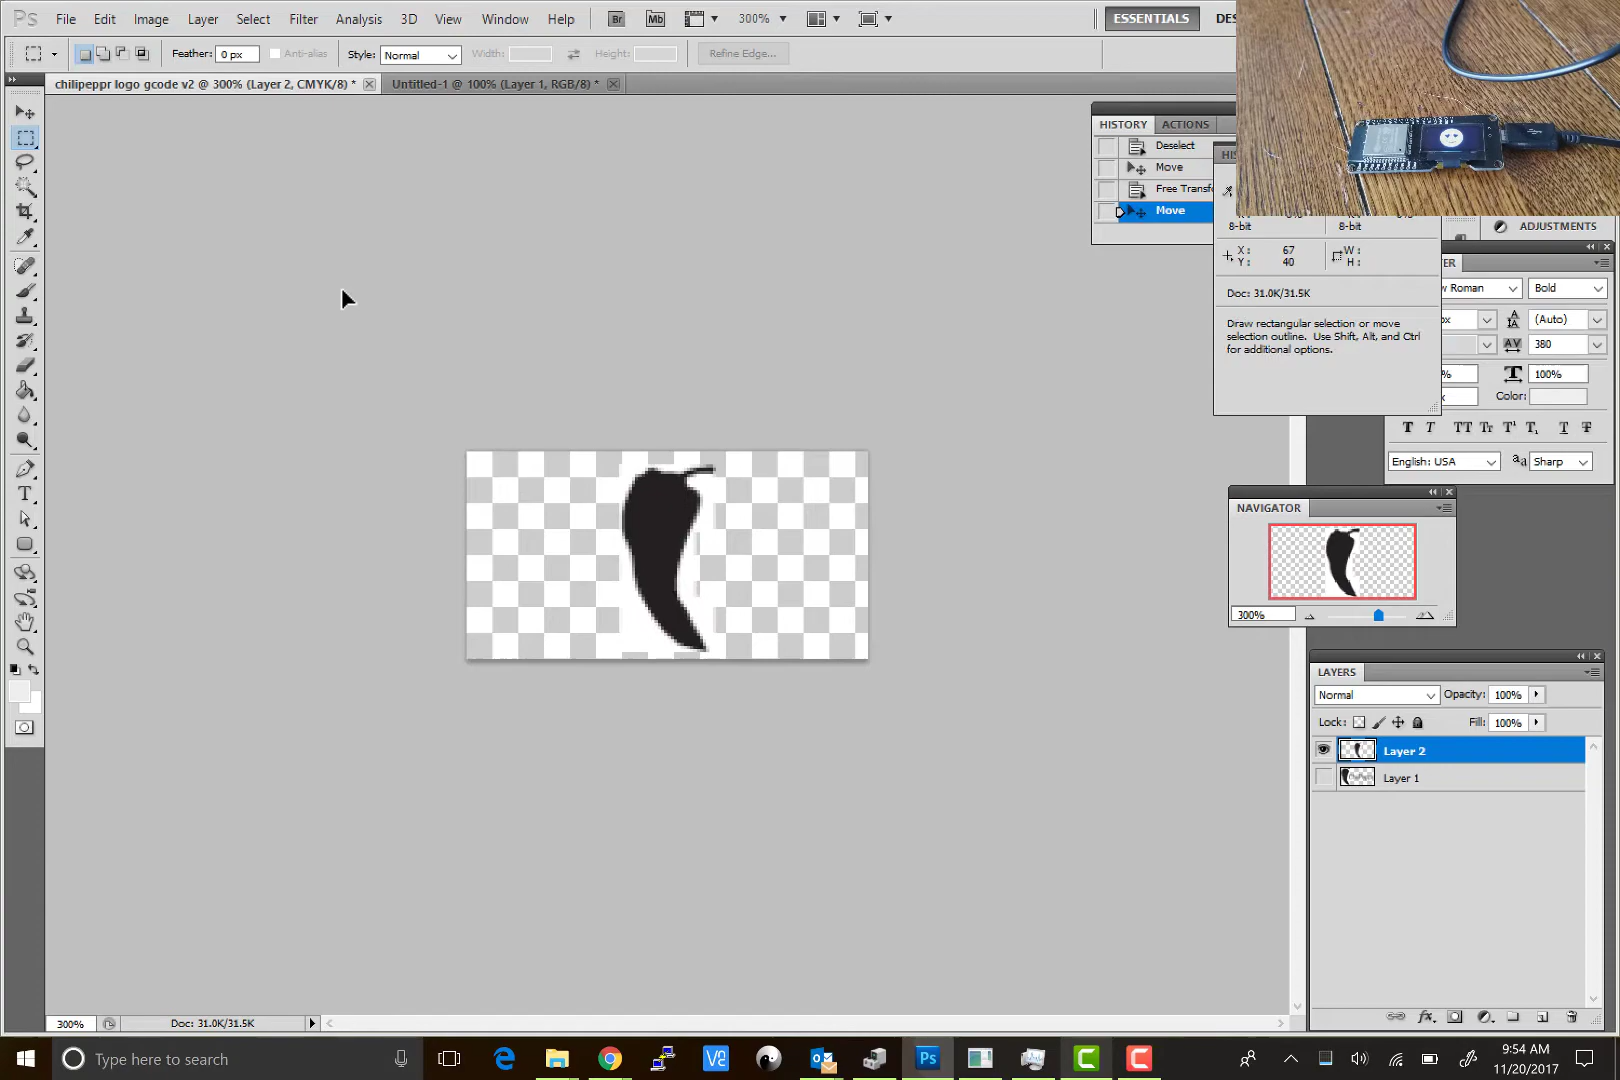 Ps File Edit Image Layer Select Filter Analysis 3D View Window Help Br Mb 300% ESSENTIALS DES
Feather: 0 px Anti-alias Style: Normal Width: Height: Refine Edge...
chilipeppr logo gcode v2 @ 300% (Layer 2, CMYK/8) * Untitled-1 @ 100% (Layer 1, RGB/8) *
HISTORY ACTIONS
Deselect
Move
Free Transf
Move
8-bit 8-bit
X: 67 W:
Y: 40 H:
Doc: 31.0K/31.5K
Draw rectangular selection or move
selection outline. Use Shift, Alt, and Ctrl
for additional options.
ADJUSTMENTS
TER
w Roman Bold
px (Auto)
AV 380
% T 100%
x Color:
T T TT Tr T¹ T₁ T T
English: USA aa Sharp
NAVIGATOR
300%
LAYERS
Normal Opacity: 100%
Lock: Fill: 100%
Layer 2
Layer 1
300% Doc: 31.0K/31.5K
Type here to search
9:54 AM
11/20/2017